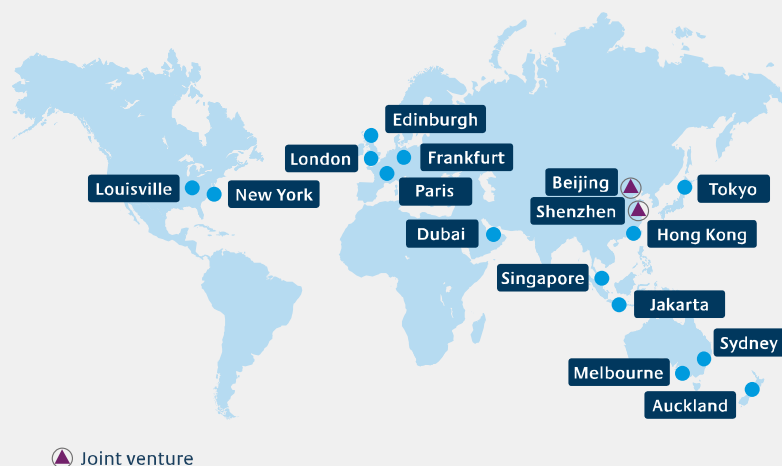 Edinburgh
London
Frankfurt
Louisville
New York
Paris
Beijing
Tokyo
Shenzhen
Dubai
Hong Kong
Singapore
Jakarta
Sydney
Melbourne
Auckland
Joint venture